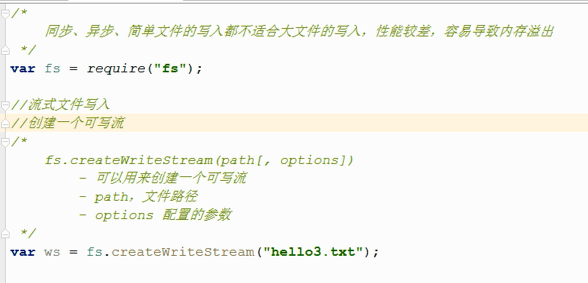 /*
同步、异步、简单文件的写入都不适合大文件的写入，性能较差，容易导致内存溢出
*/
var fs = require("fs");
//流式文件写入
//创建一个可写流
/*
fs.createWriteStream(path[, options])
- 可以用来创建一个可写流
- path，文件路径
- options 配置的参数
*/
var ws = fs.createWriteStream("hello3.txt");